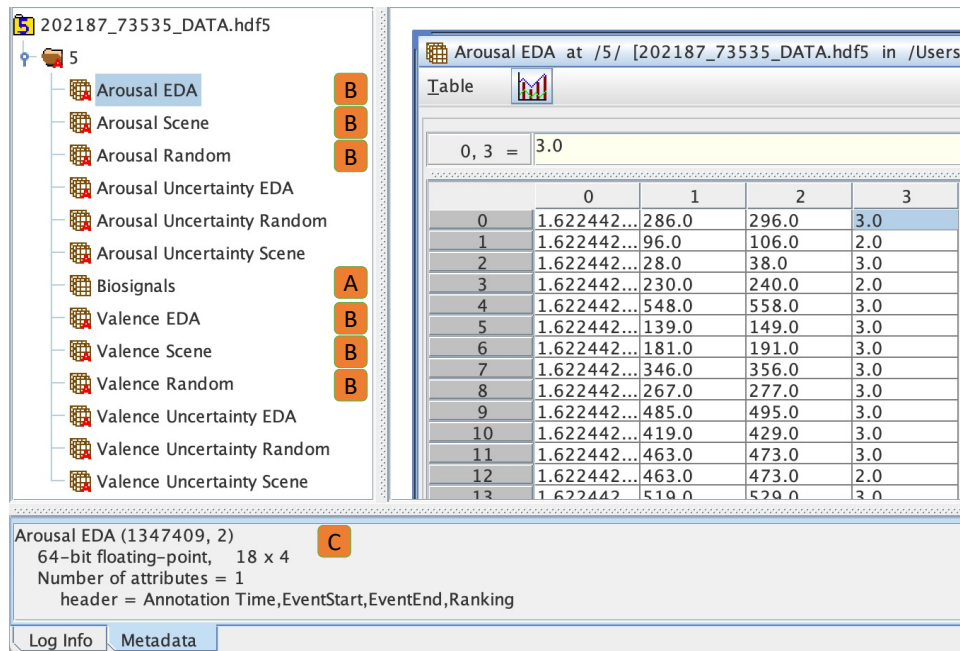 202187_73535_DATA.hdf5
5
Arousal EDA B
Arousal Scene B
Arousal Random B
Arousal Uncertainty EDA
Arousal Uncertainty Random
Arousal Uncertainty Scene
Biosignals A
Valence EDA B
Valence Scene B
Valence Random B
Valence Uncertainty EDA
Valence Uncertainty Random
Valence Uncertainty Scene
Arousal EDA at /5/ [202187_73535_DATA.hdf5 in /Users
Table
0, 3 = 3.0
0 1 2 3
0 1.622442... 286.0 296.0 3.0
1 1.622442... 96.0 106.0 2.0
2 1.622442... 28.0 38.0 3.0
3 1.622442... 230.0 240.0 2.0
4 1.622442... 548.0 558.0 3.0
5 1.622442... 139.0 149.0 3.0
6 1.622442... 181.0 191.0 3.0
7 1.622442... 346.0 356.0 3.0
8 1.622442... 267.0 277.0 3.0
9 1.622442... 485.0 495.0 3.0
10 1.622442... 419.0 429.0 3.0
11 1.622442... 463.0 473.0 3.0
12 1.622442... 463.0 473.0 2.0
13 1.622442... 519.0 529.0 3.0
Arousal EDA (1347409, 2) C
64-bit floating-point, 18 x 4
Number of attributes = 1
header = Annotation Time,EventStart,EventEnd,Ranking
Log Info Metadata